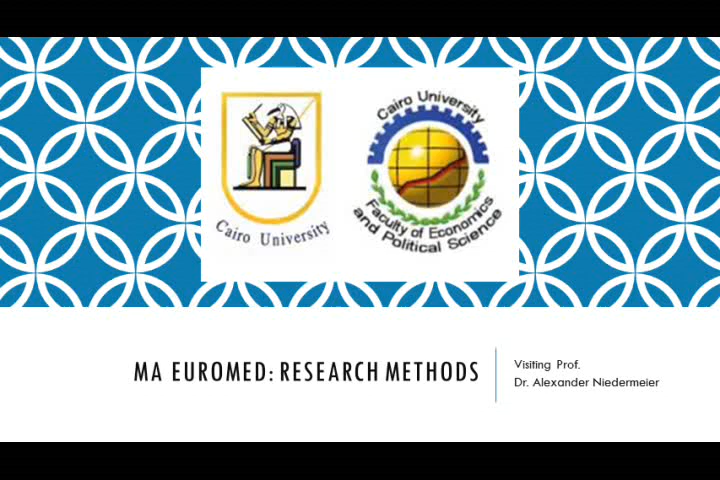 Cairo University
Cairo University
Faculty of Economics
and Political Science
MA EUROMED: RESEARCH METHODS
Visiting Prof.
Dr. Alexander Niedermeier